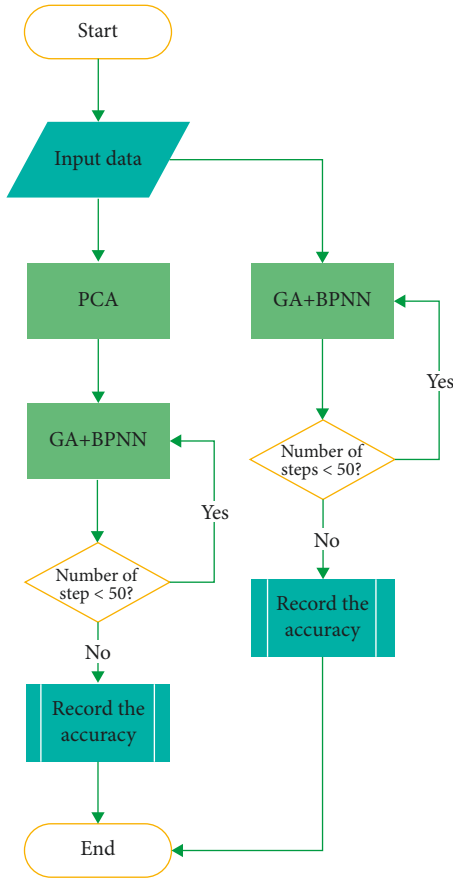 Start
Input data
PCA
GA+BPNN
Yes
Number of
step < 50?
No
Record the
accuracy
GA+BPNN
Yes
Number of
steps < 50?
No
Record the
accuracy
End